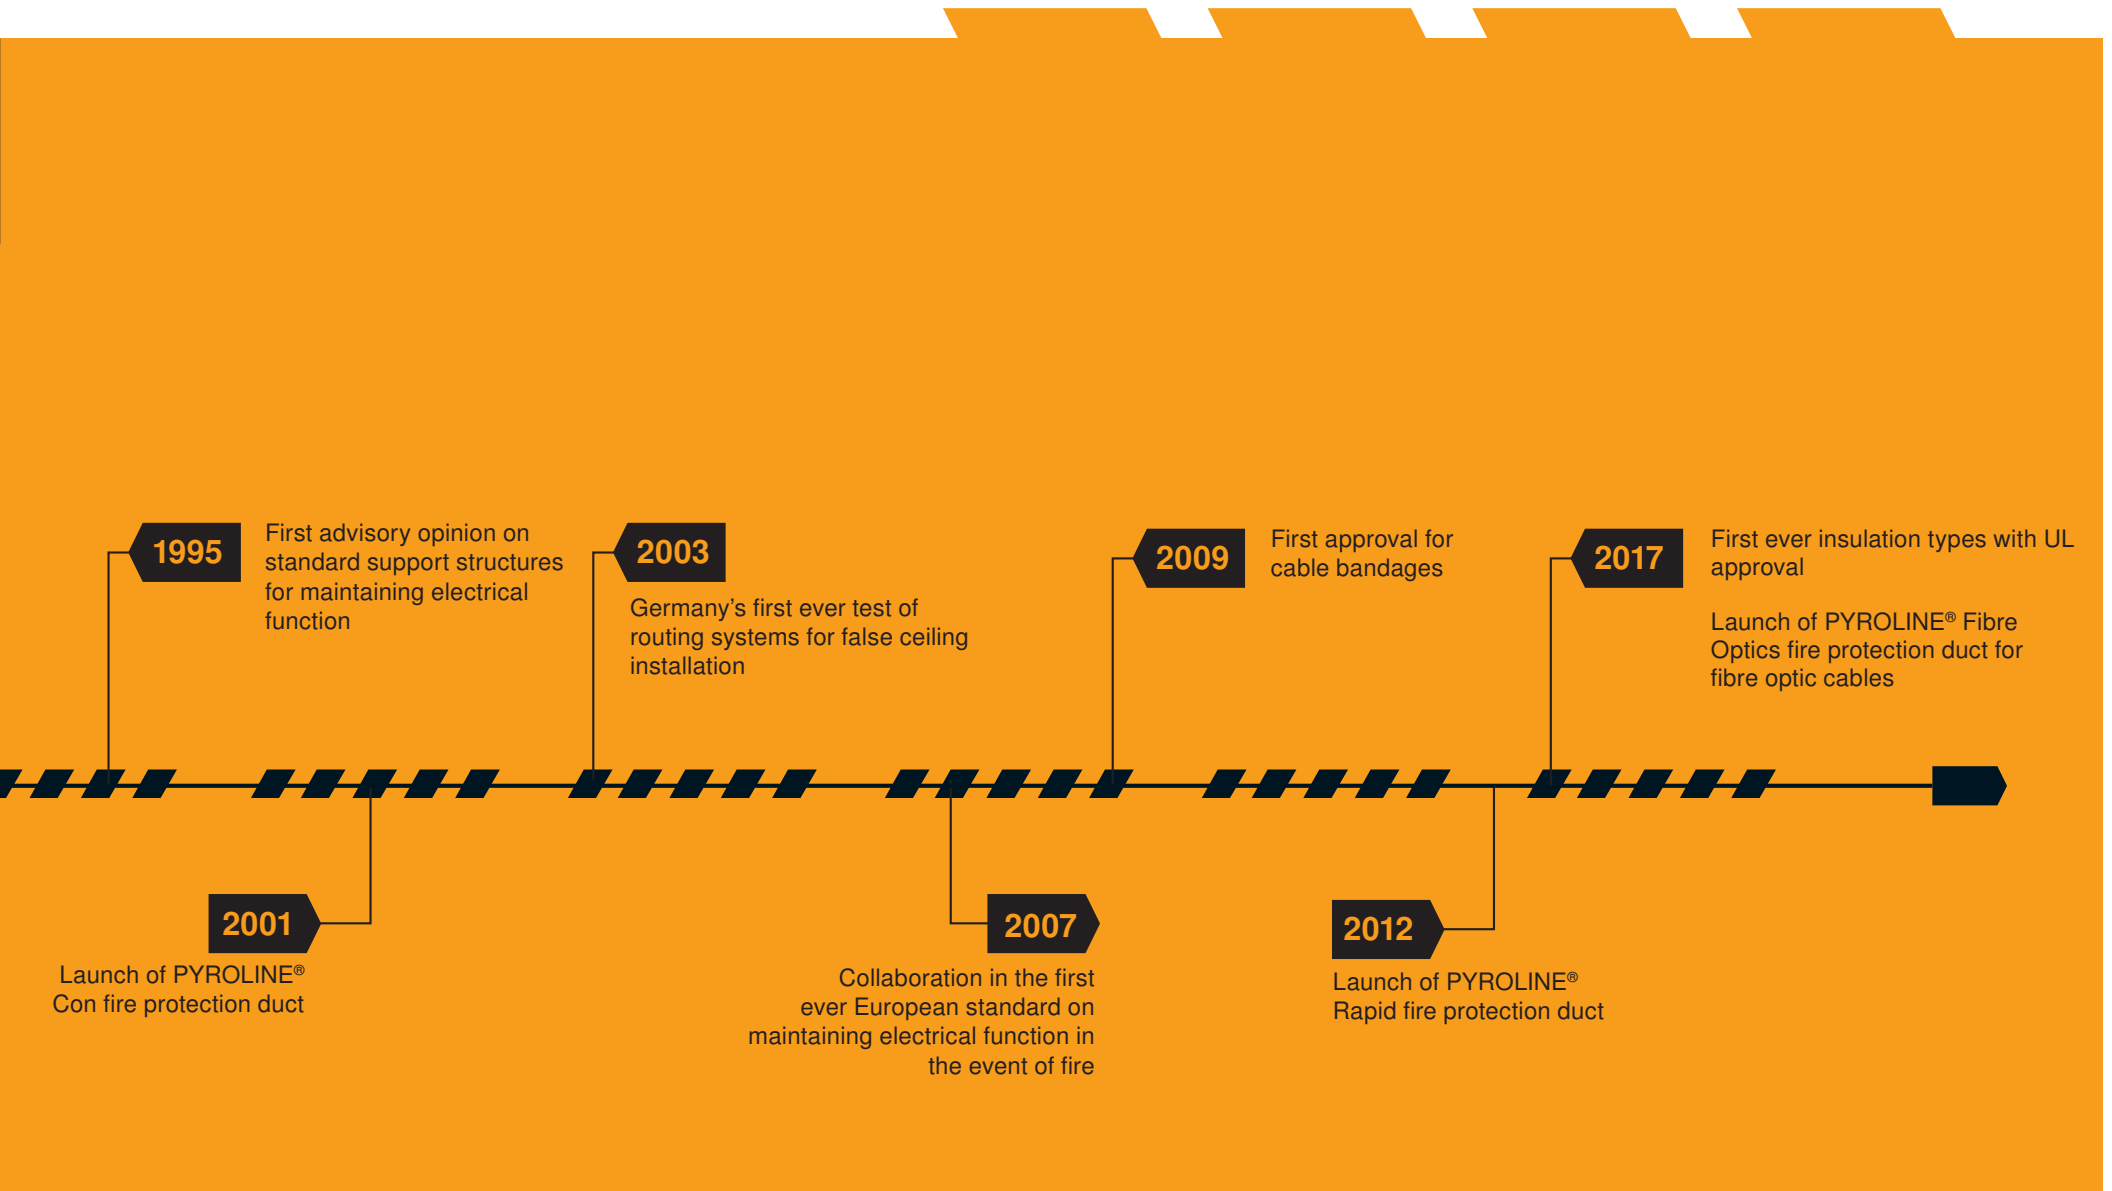 1995
First advisory opinion on
standard support structures
for maintaining electrical
function
2001
Launch of PYROLINE®
Con fire protection duct
2003
Germany’s first ever test of
routing systems for false ceiling
installation
2007
Collaboration in the first
ever European standard on
maintaining electrical function in
the event of fire
2009
First approval for
cable bandages
2012
Launch of PYROLINE®
Rapid fire protection duct
2017
First ever insulation types with UL
approval
Launch of PYROLINE® Fibre
Optics fire protection duct for
fibre optic cables